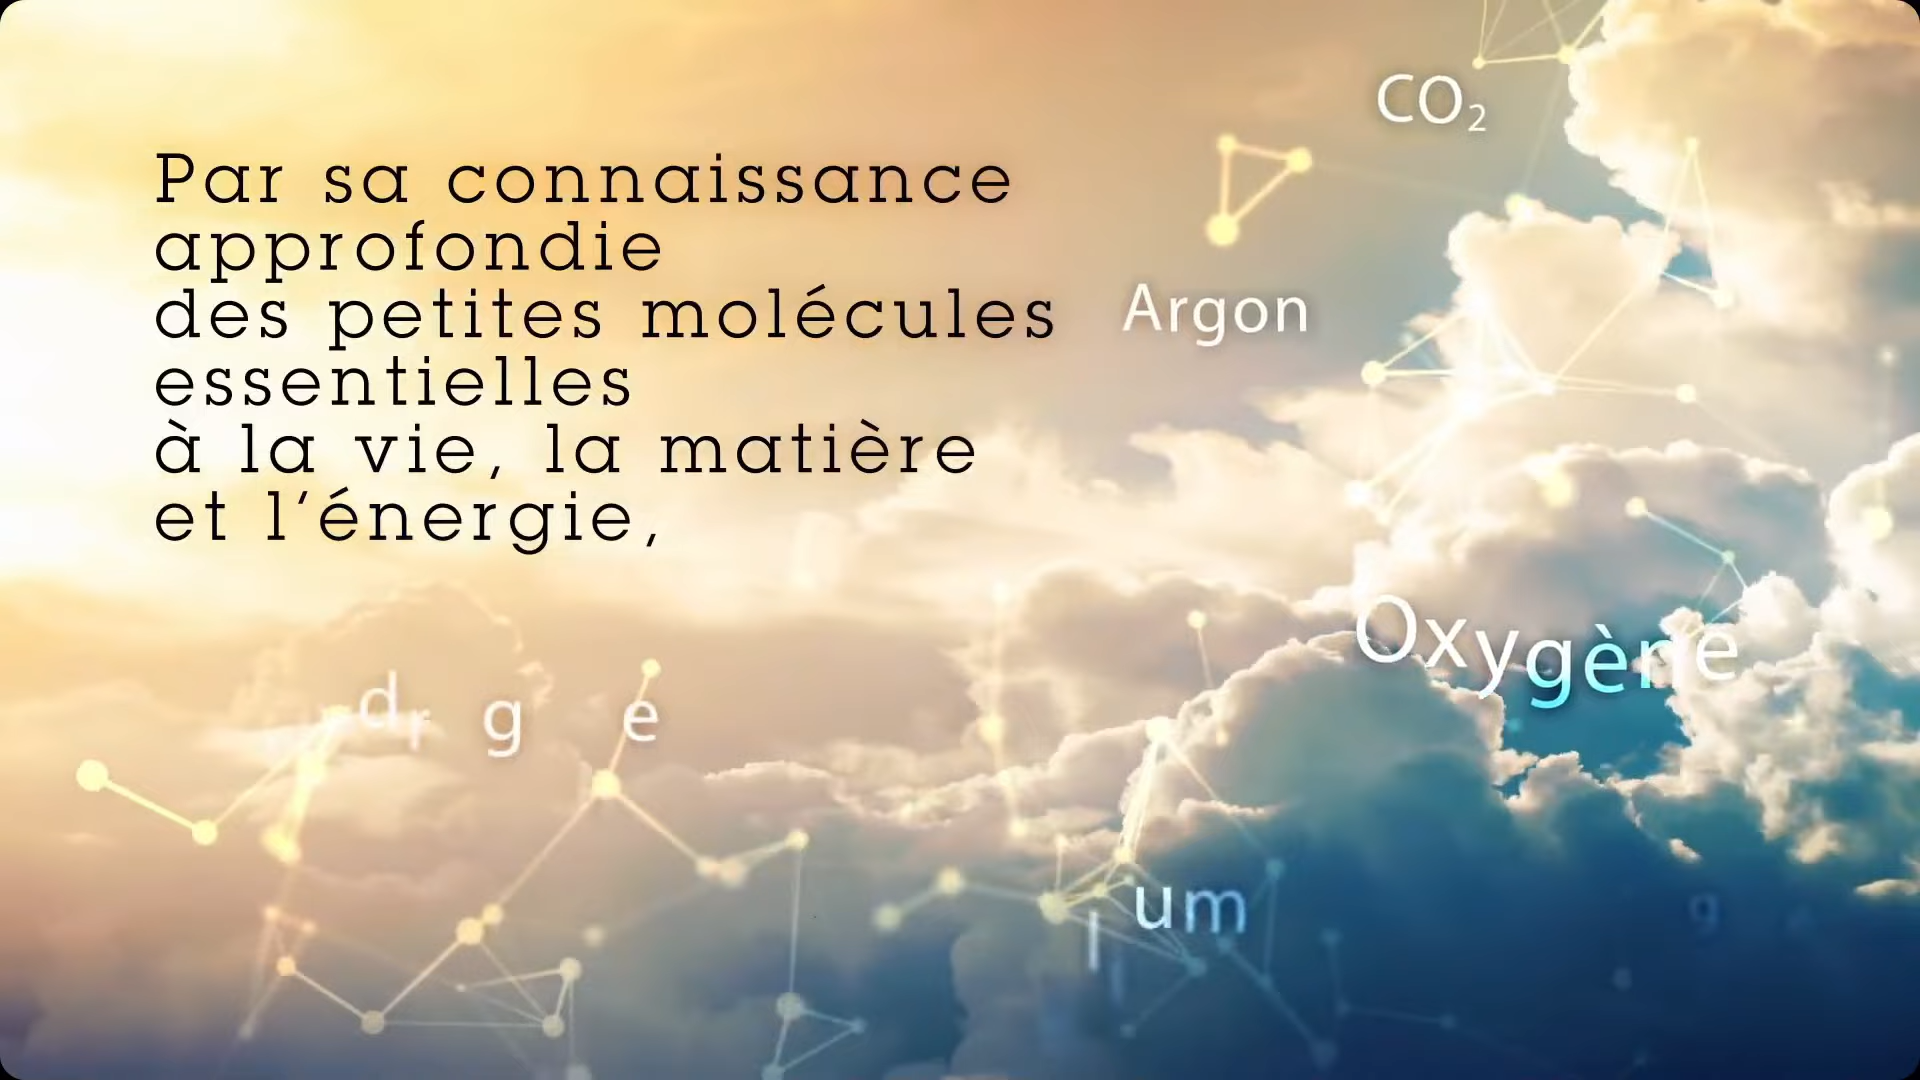 Par sa connaissance
approfondie
des petites molécules
essentielles
à la vie, la matière
et l’énergie,
CO₂
Argon
Oxygène